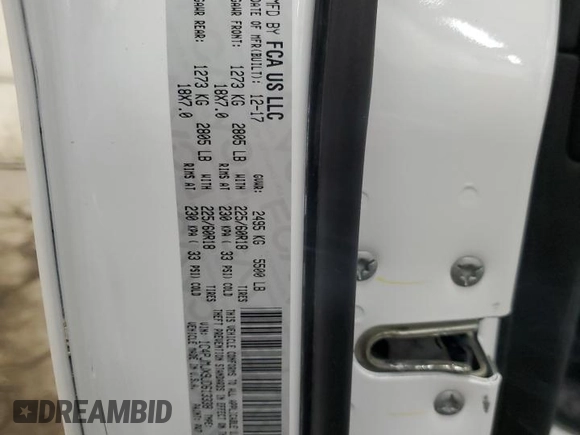 MFD BY FCA US LLC
DATE OF MFR(BUILT): 12-17
GVWR: 2495 KG 5500 LB
GAWR FRONT: 1273 KG 2805 LB WITH 225/60R18 TIRES
18X7.0 RIMS AT 230 KPA ( 33 PSI) COLD
GAWR REAR: 1273 KG 2805 LB WITH 225/60R18 TIRES
18X7.0 RIMS AT 230 KPA ( 33 PSI) COLD
THIS VEHICLE CONFORMS TO ALL APPLICABLE
THEFT PREVENTION STANDARDS IN EFFECT
VIN:
DREAMBID